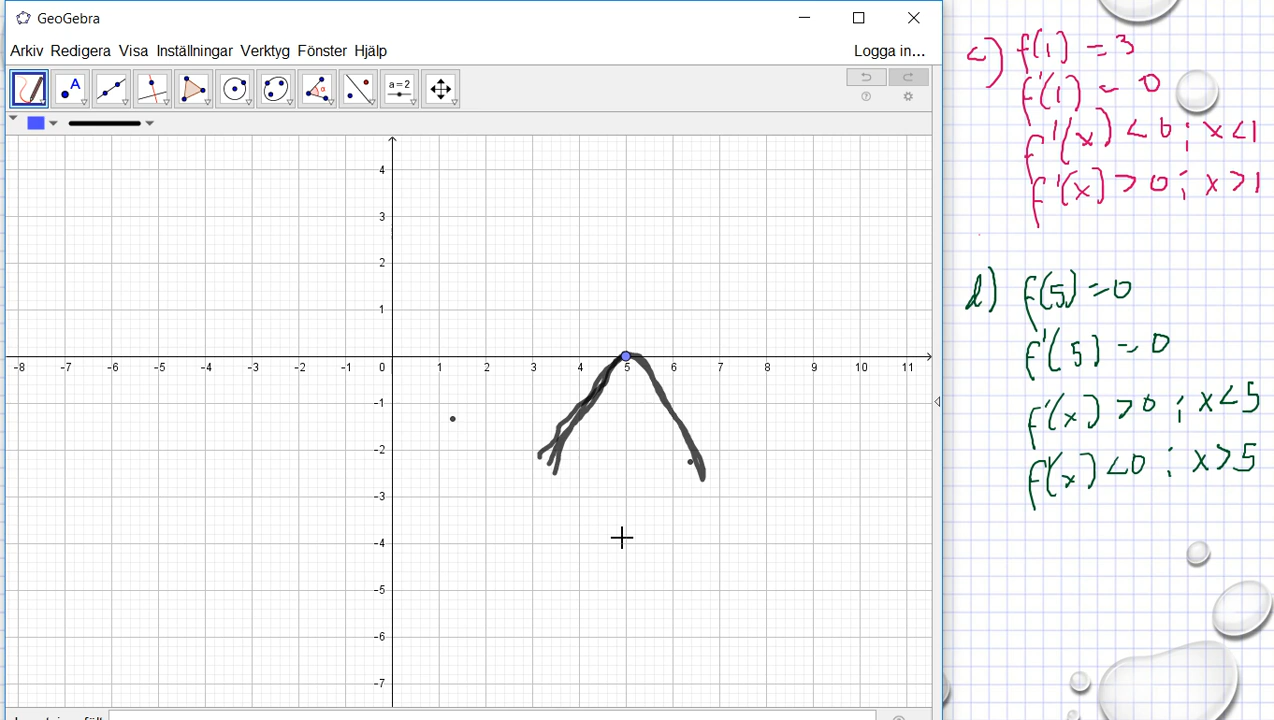 GeoGebra
Arkiv Redigera Visa Inställningar Verktyg Fönster Hjälp Logga in...
A a=2
4
3
2
1
-8 -7 -6 -5 -4 -3 -2 -1 0 1 2 3 4 5 6 7 8 9 10 11
-1
-2
-3
-4
-5
-6
-7
c) f(1) = 3
f'(1) = 0
f'(x) < 0 ; x < 1
f'(x) > 0 ; x > 1
d) f(5) = 0
f'(5) = 0
f'(x) > 0 ; x < 5
f'(x) < 0 ; x > 5